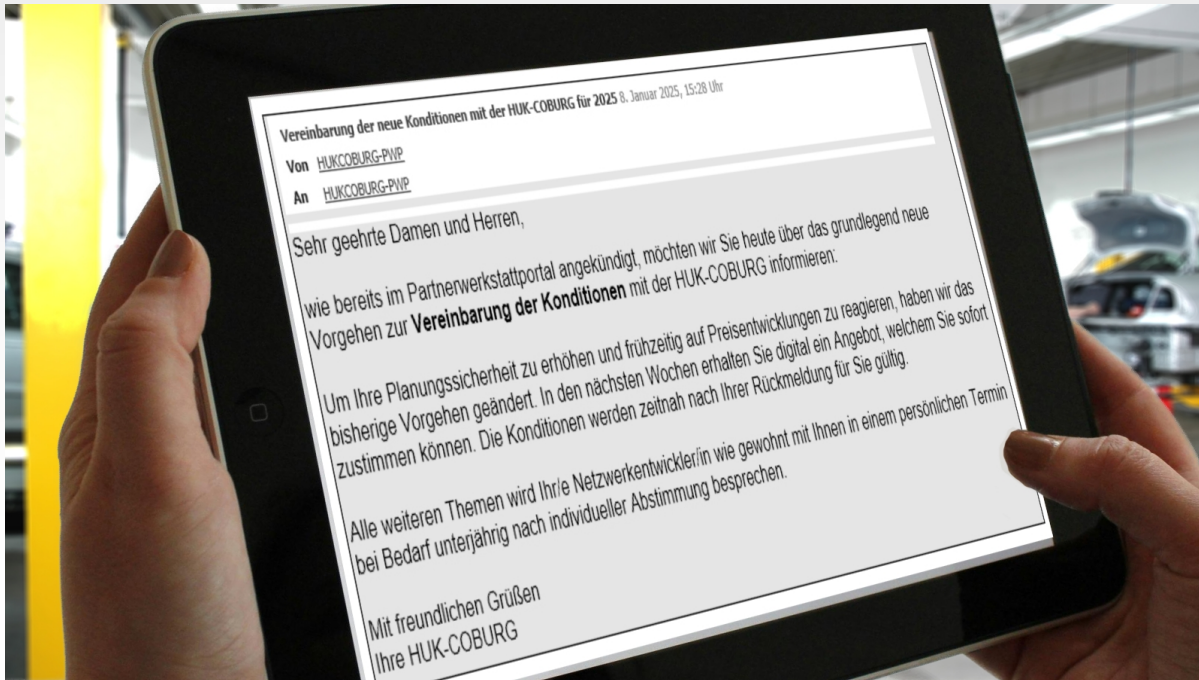 Vereinbarung der neue Konditionen mit der HUK-COBURG für 2025 8. Januar 2025, 15:28 Uhr
Von HUKCOBURG-PWP
An HUKCOBURG-PWP
Sehr geehrte Damen und Herren,
wie bereits im Partnerwerkstattportal angekündigt, möchten wir Sie heute über das grundlegend neue
Vorgehen zur Vereinbarung der Konditionen mit der HUK-COBURG informieren:
Um Ihre Planungssicherheit zu erhöhen und frühzeitig auf Preisentwicklungen zu reagieren, haben wir das
bisherige Vorgehen geändert. In den nächsten Wochen erhalten Sie digital ein Angebot, welchem Sie sofort
zustimmen können. Die Konditionen werden zeitnah nach Ihrer Rückmeldung für Sie gültig.
Alle weiteren Themen wird Ihr/e Netzwerkentwickler/in wie gewohnt mit Ihnen in einem persönlichen Termin
bei Bedarf unterjährig nach individueller Abstimmung besprechen.
Mit freundlichen Grüßen
Ihre HUK-COBURG